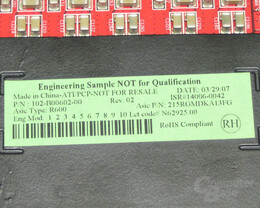 Engineering Sample NOT for Qualification
Made in China-ATI/PCP-NOT FOR RESALE DATE: 03/29/07
P/N : 102-B00602-00 Rev. 02 ISR#14006-0042
Asic Type: R600 Asic P/N: 215RGMDKA13FG
Eng Mod: 1 2 3 4 5 6 7 8 9 10 Lot code#: N62925.00
RoHS Compliant RH